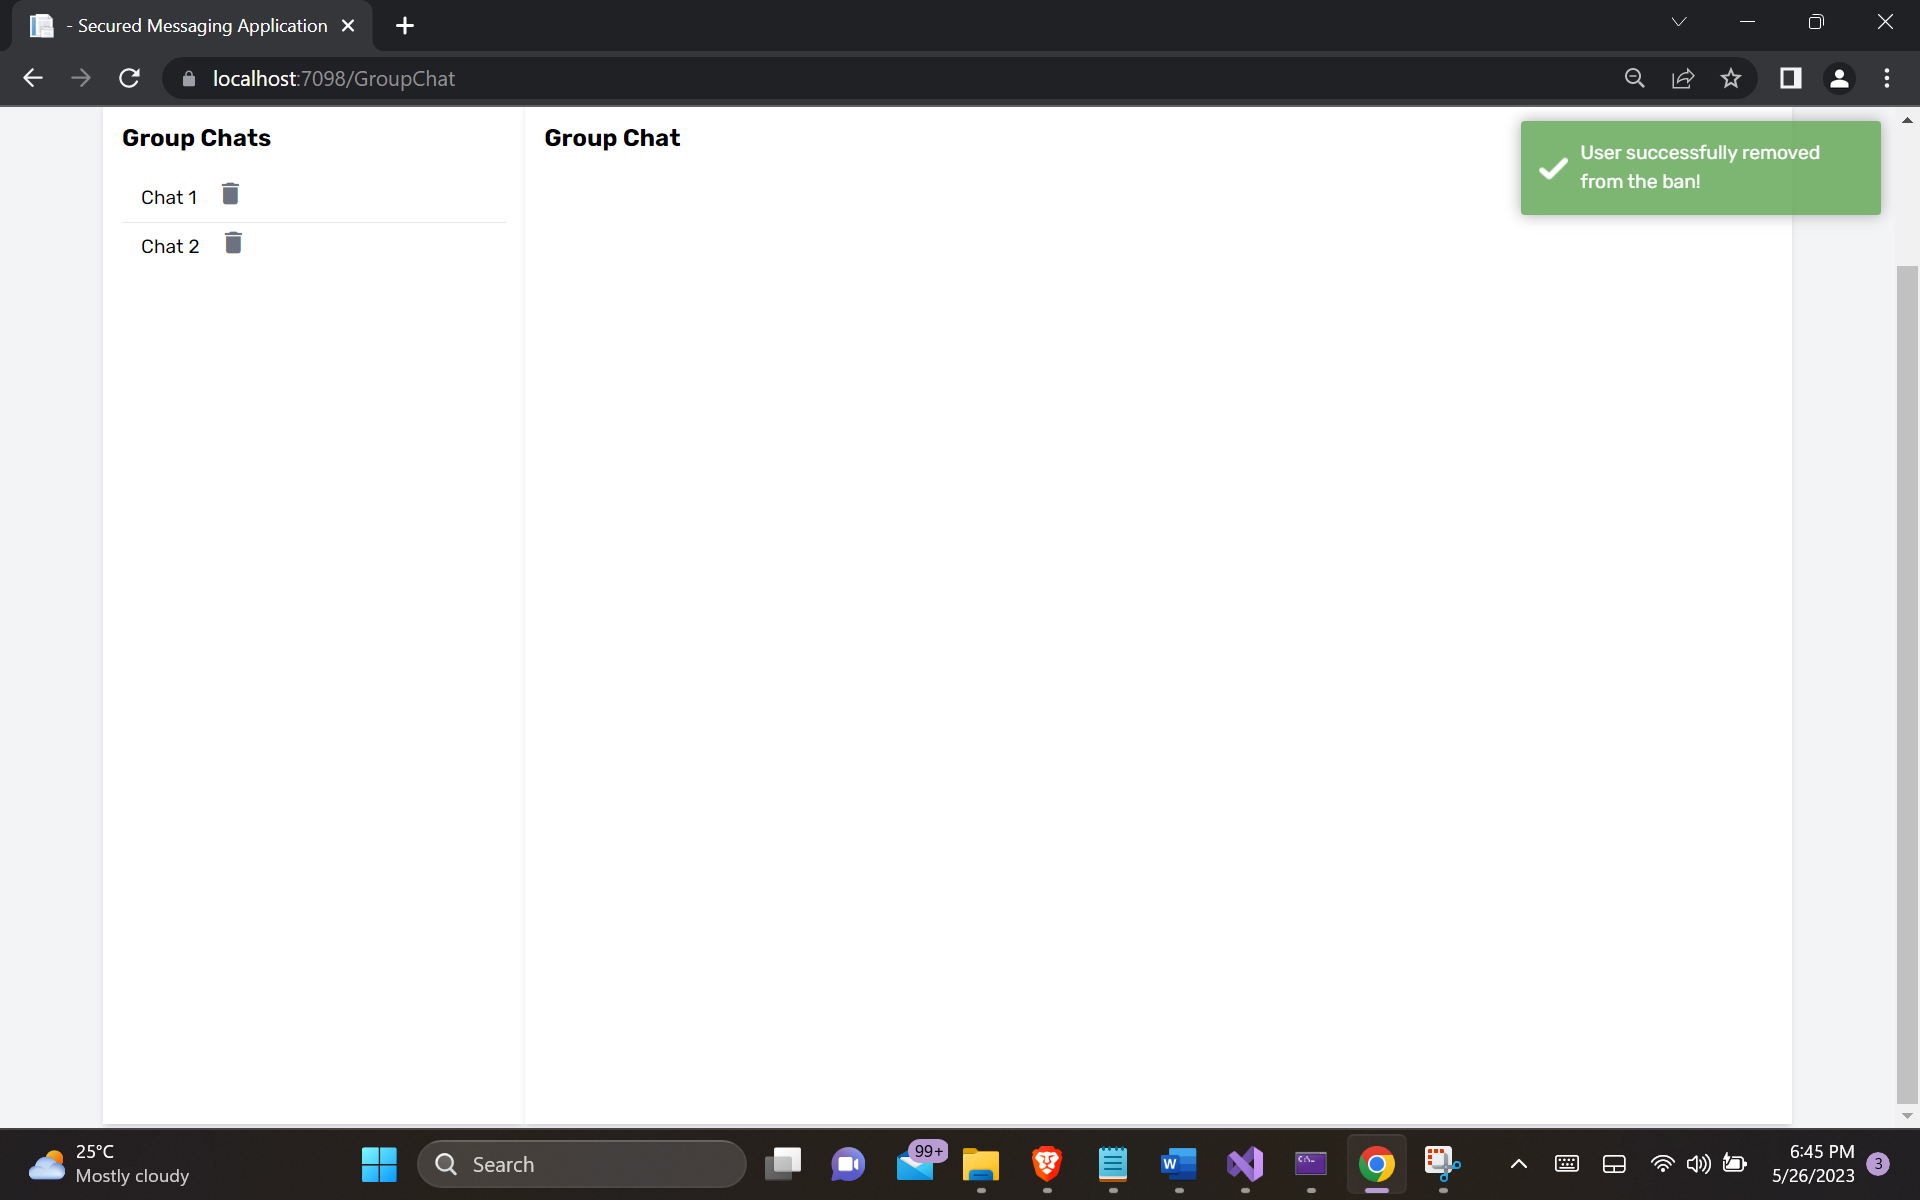 - Secured Messaging Application
localhost:7098/GroupChat
Group Chats
Group Chat
User successfully removed
from the ban!
Chat 1
Chat 2
25°C
Mostly cloudy
Search
99+
6:45 PM
5/26/2023
3